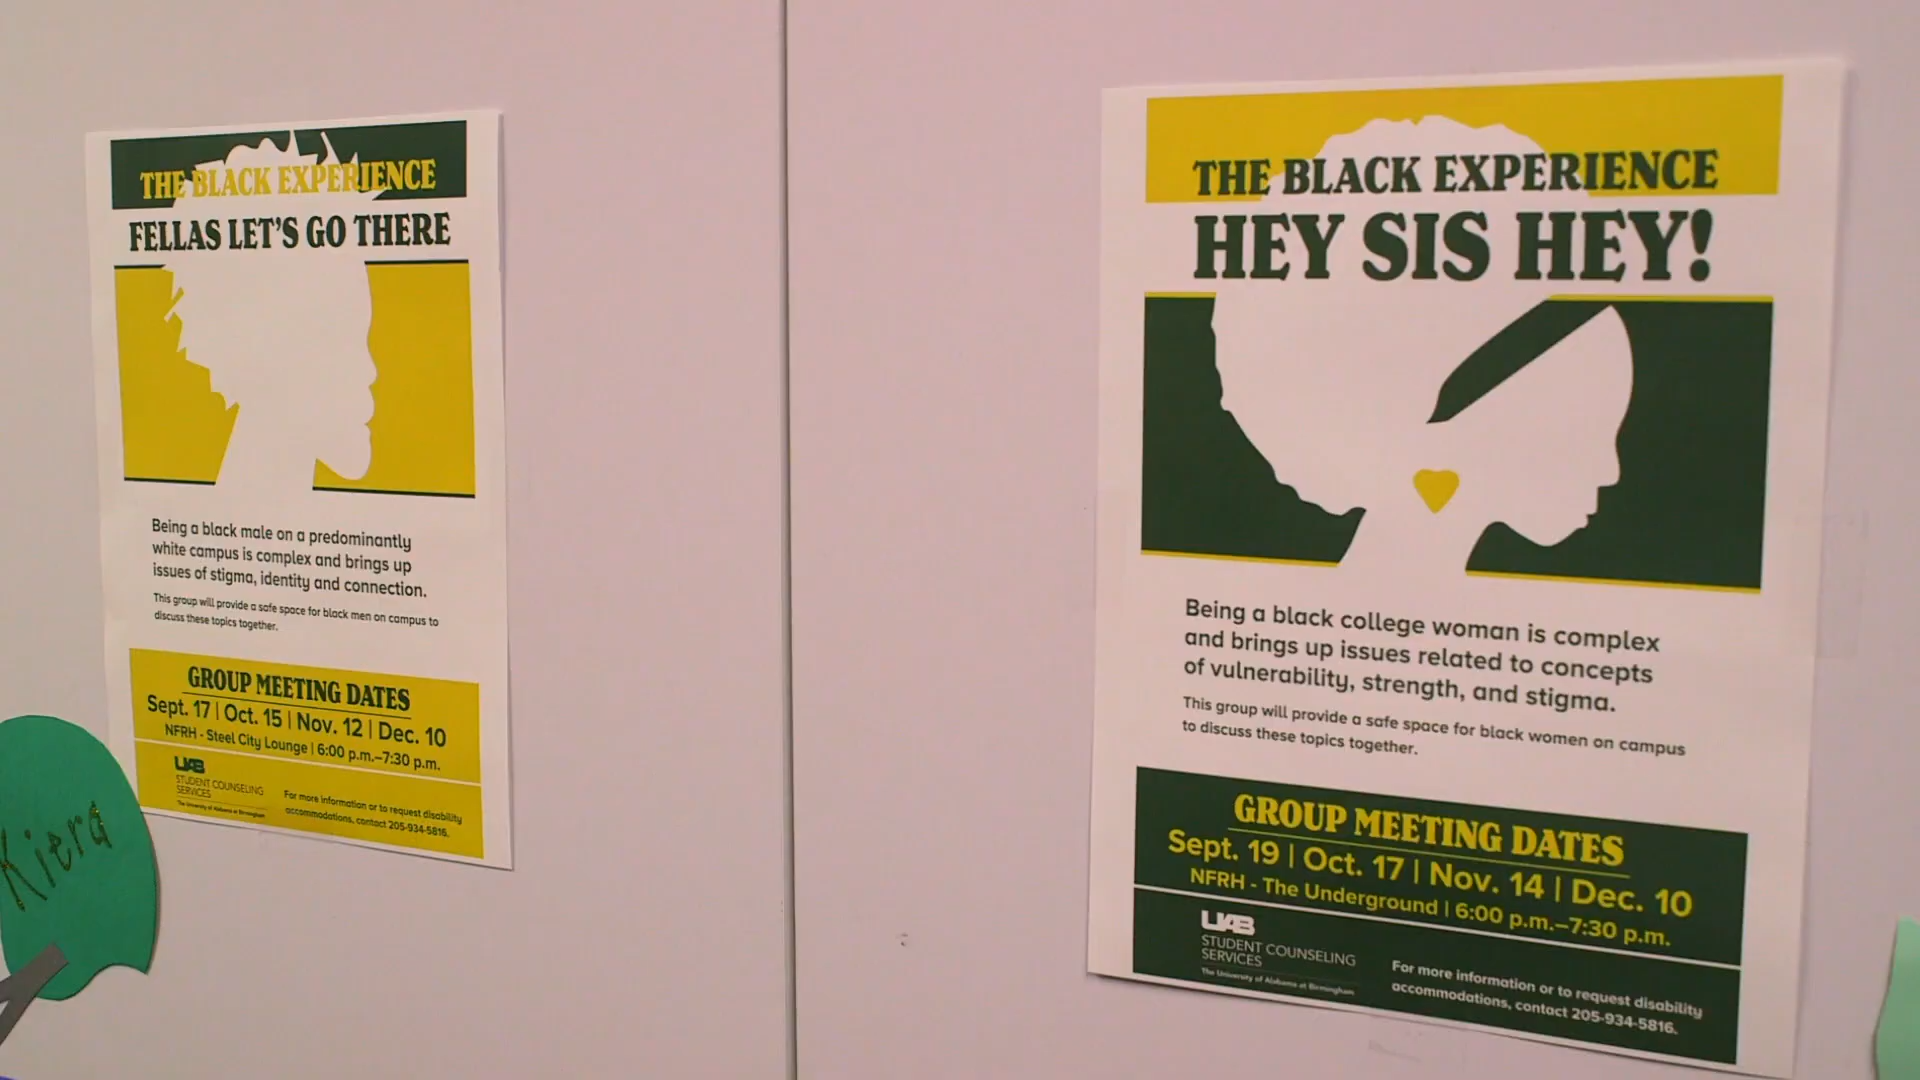 THE BLACK EXPERIENCE
FELLAS LET'S GO THERE
Being a black male on a predominantly
white campus is complex and brings up
issues of stigma, identity and connection.
This group will provide a safe space for black men on campus to
discuss these topics together.
GROUP MEETING DATES
Sept. 17 | Oct. 15 | Nov. 12 | Dec. 10
NFRH - Steel City Lounge | 6:00 p.m.–7:30 p.m.
UAB
STUDENT COUNSELING
SERVICES
The University of Alabama at Birmingham
For more information or to request disability
accommodations, contact 205-934-5816.
Kiera
THE BLACK EXPERIENCE
HEY SIS HEY!
Being a black college woman is complex
and brings up issues related to concepts
of vulnerability, strength, and stigma.
This group will provide a safe space for black women on campus
to discuss these topics together.
GROUP MEETING DATES
Sept. 19 | Oct. 17 | Nov. 14 | Dec. 10
NFRH - The Underground | 6:00 p.m.–7:30 p.m.
UAB
STUDENT COUNSELING
SERVICES
The University of Alabama at Birmingham
For more information or to request disability
accommodations, contact 205-934-5816.